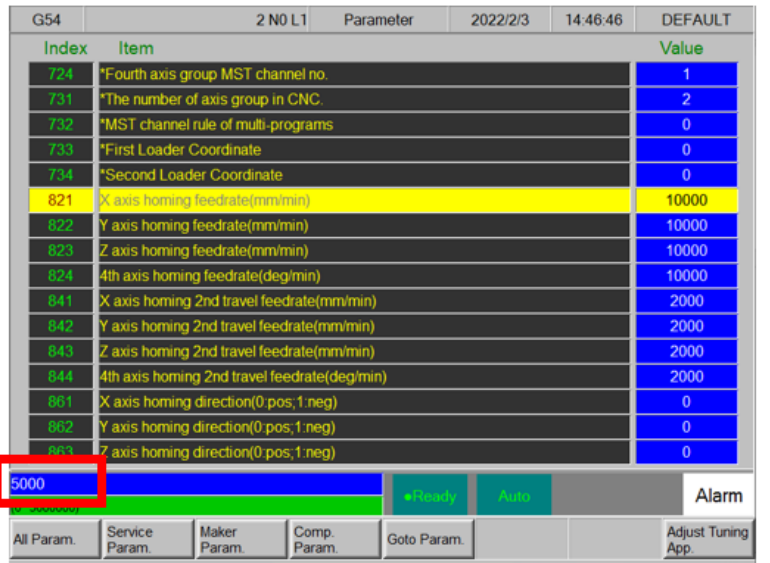 G54 2 N0 L1 Parameter 2022/2/3 14:46:46 DEFAULT
Index Item Value
724 *Fourth axis group MST channel no. 1
731 *The number of axis group in CNC. 2
732 *MST channel rule of multi-programs 0
733 *First Loader Coordinate 0
734 *Second Loader Coordinate 0
821 X axis homing feedrate(mm/min) 10000
822 Y axis homing feedrate(mm/min) 10000
823 Z axis homing feedrate(mm/min) 10000
824 4th axis homing feedrate(deg/min) 10000
841 X axis homing 2nd travel feedrate(mm/min) 2000
842 Y axis homing 2nd travel feedrate(mm/min) 2000
843 Z axis homing 2nd travel feedrate(mm/min) 2000
844 4th axis homing 2nd travel feedrate(deg/min) 2000
861 X axis homing direction(0:pos;1:neg) 0
862 Y axis homing direction(0:pos;1:neg) 0
863 Z axis homing direction(0:pos;1:neg) 0
5000
●Ready Auto Alarm
All Param. Service Param. Maker Param. Comp. Param. Goto Param. Adjust Tuning App.